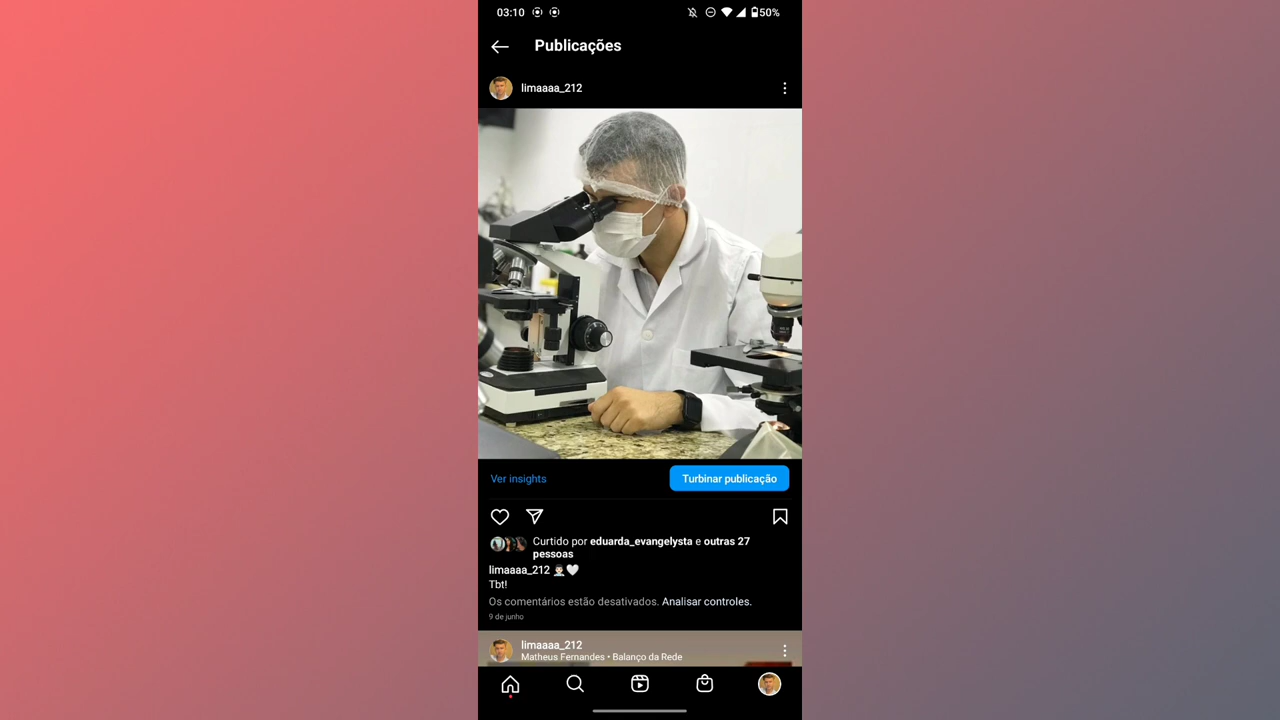 03:10 50%
Publicações
limaaaa_212
Ver insights Turbinar publicação
Curtido por eduarda_evangelysta e outras 27
pessoas
limaaaa_212 👨🏻‍⚕️🤍
Tbt!
Os comentários estão desativados. Analisar controles.
9 de junho
limaaaa_212
Matheus Fernandes • Balanço da Rede